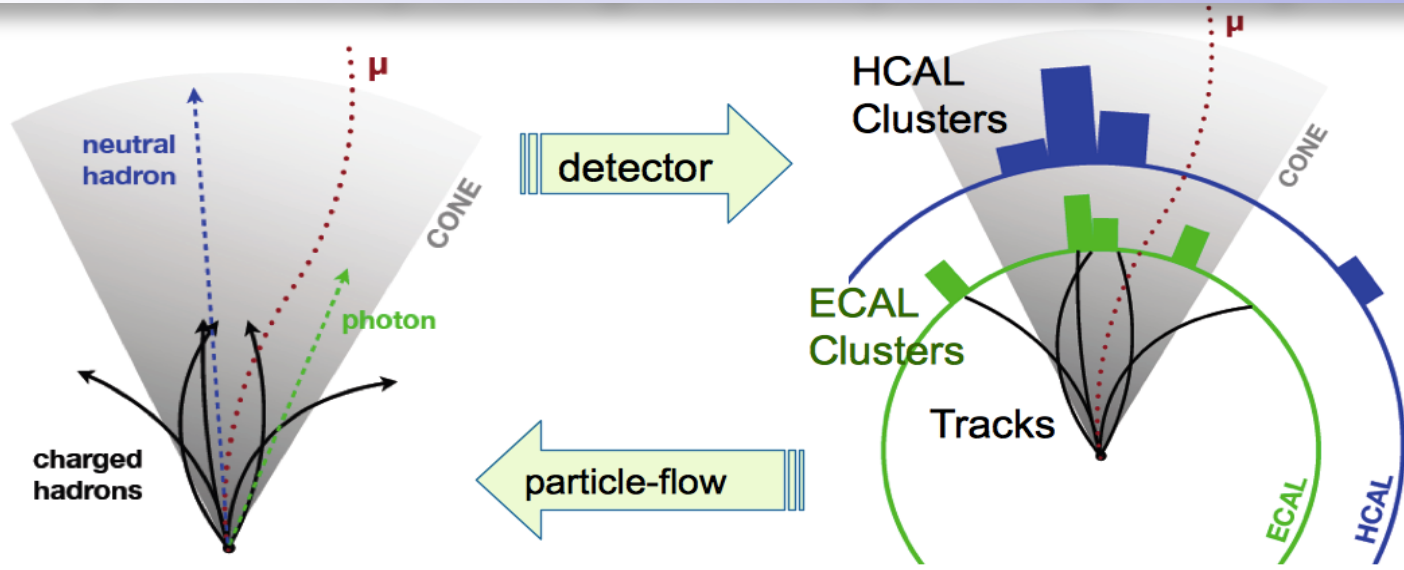 μ
neutral
hadron
CONE
photon
charged
hadrons
detector
particle-flow
μ
HCAL
Clusters
CONE
ECAL
Clusters
Tracks
ECAL
HCAL